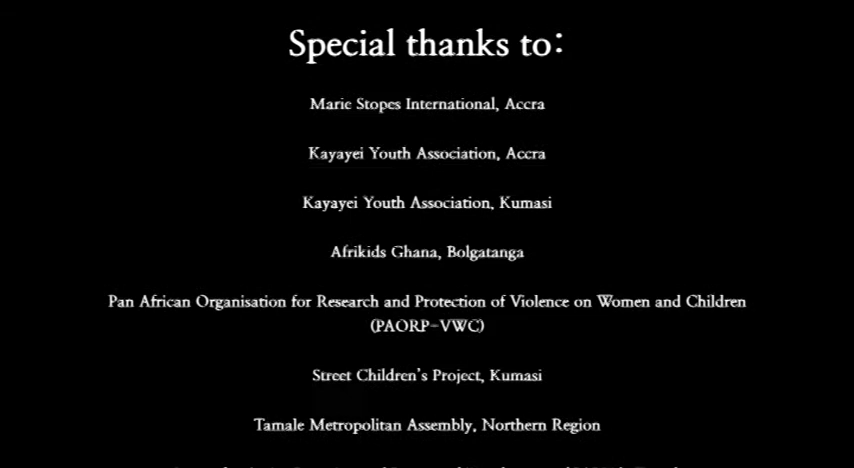 Special thanks to:
Marie Stopes International, Accra
Kayayei Youth Association, Accra
Kayayei Youth Association, Kumasi
Afrikids Ghana, Bolgatanga
Pan African Organisation for Research and Protection of Violence on Women and Children
(PAORP-VWC)
Street Children's Project, Kumasi
Tamale Metropolitan Assembly, Northern Region